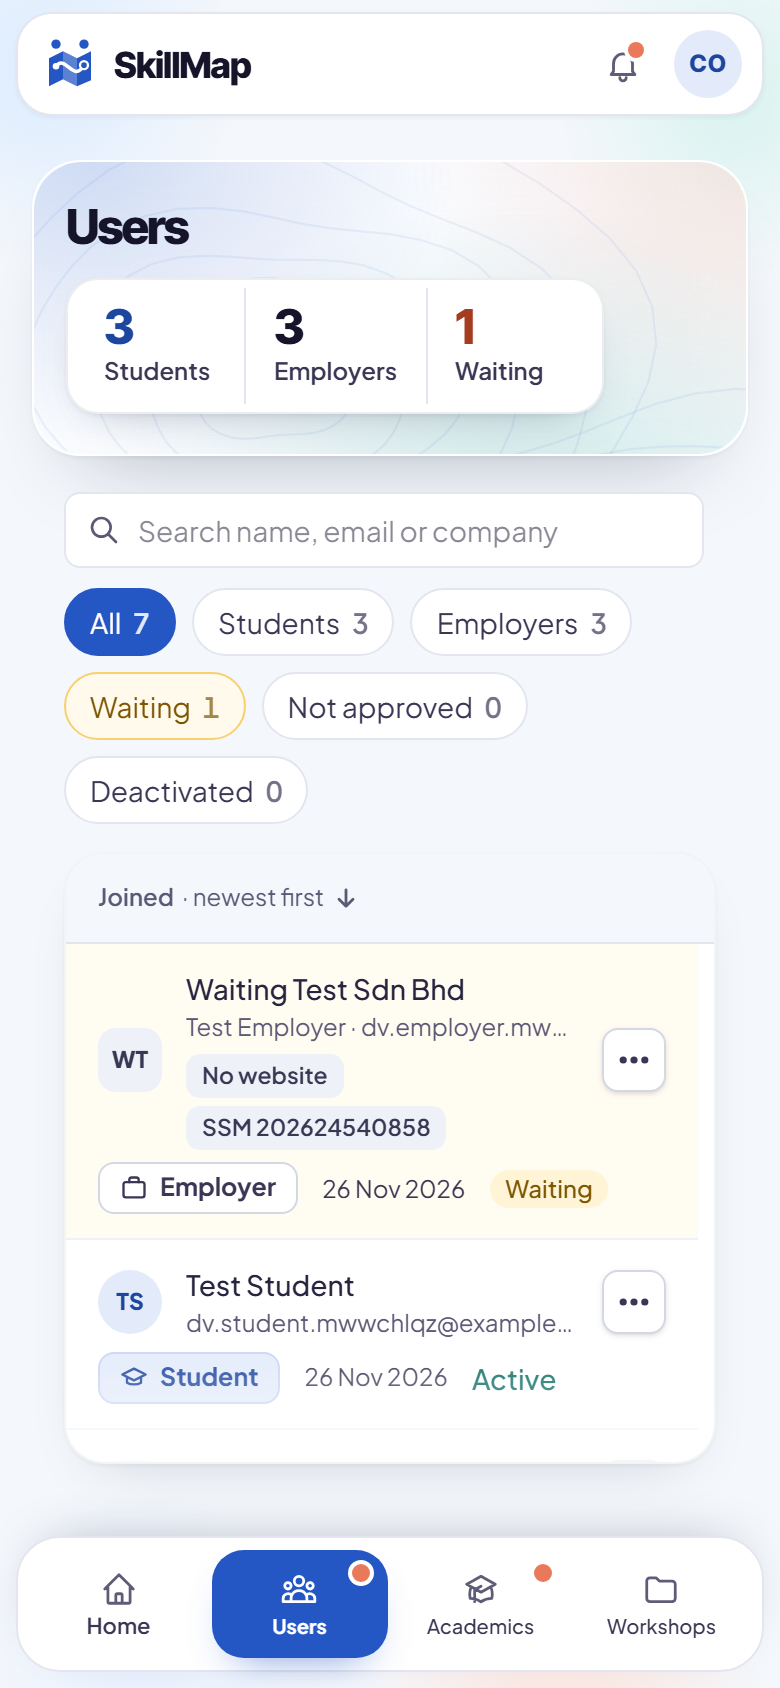 SkillMap
CO
Users
3 3 1
Students Employers Waiting
Search name, email or company
All 7 Students 3 Employers 3
Waiting 1 Not approved 0
Deactivated 0
Joined · newest first ↓
Waiting Test Sdn Bhd
Test Employer · dv.employer.mw...
WT
No website
SSM 202624540858
Employer 26 Nov 2026 Waiting
TS
Test Student
dv.student.mwwchlqz@example...
Student 26 Nov 2026 Active
Home Users Academics Workshops